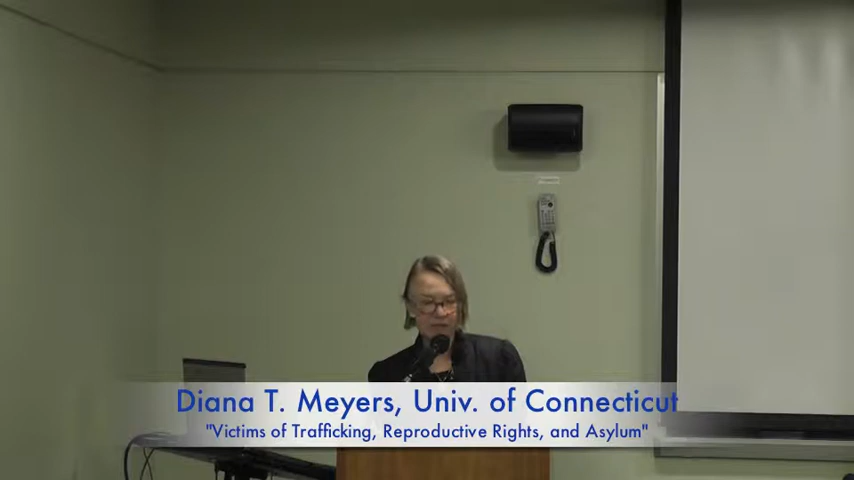 Diana T. Meyers, Univ. of Connecticut
"Victims of Trafficking, Reproductive Rights, and Asylum"